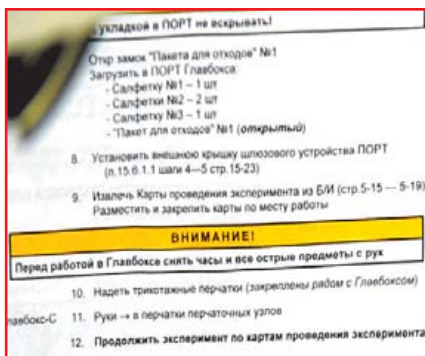 укладкой в ПОРТ не вскрывать!
Откр замок "Пакета для отходов" №1
Загрузить в ПОРТ Главбокса:
- Салфетку №1 – 1 шт
- Салфетки №2 – 2 шт
- Салфетку №3 – 1 шт
- "Пакет для отходов" №1 (открытый)
8. Установить внешнюю крышку шлюзового устройства ПОРТ
(п.15.6.1.1 шаги 4—5 стр.15-23)
9. Извлечь Карты проведения эксперимента из Б/И (стр.5-15 — 5-19)
Разместить и закрепить карты по месту работы
ВНИМАНИЕ!
Перед работой в Главбоксе снять часы и все острые предметы с рук
10. Надеть трикотажные перчатки (закреплены рядом с Главбоксом)
лавбокс-С 11. Руки → в перчатки перчаточных узлов
12. Продолжить эксперимент по картам проведения эксперимента